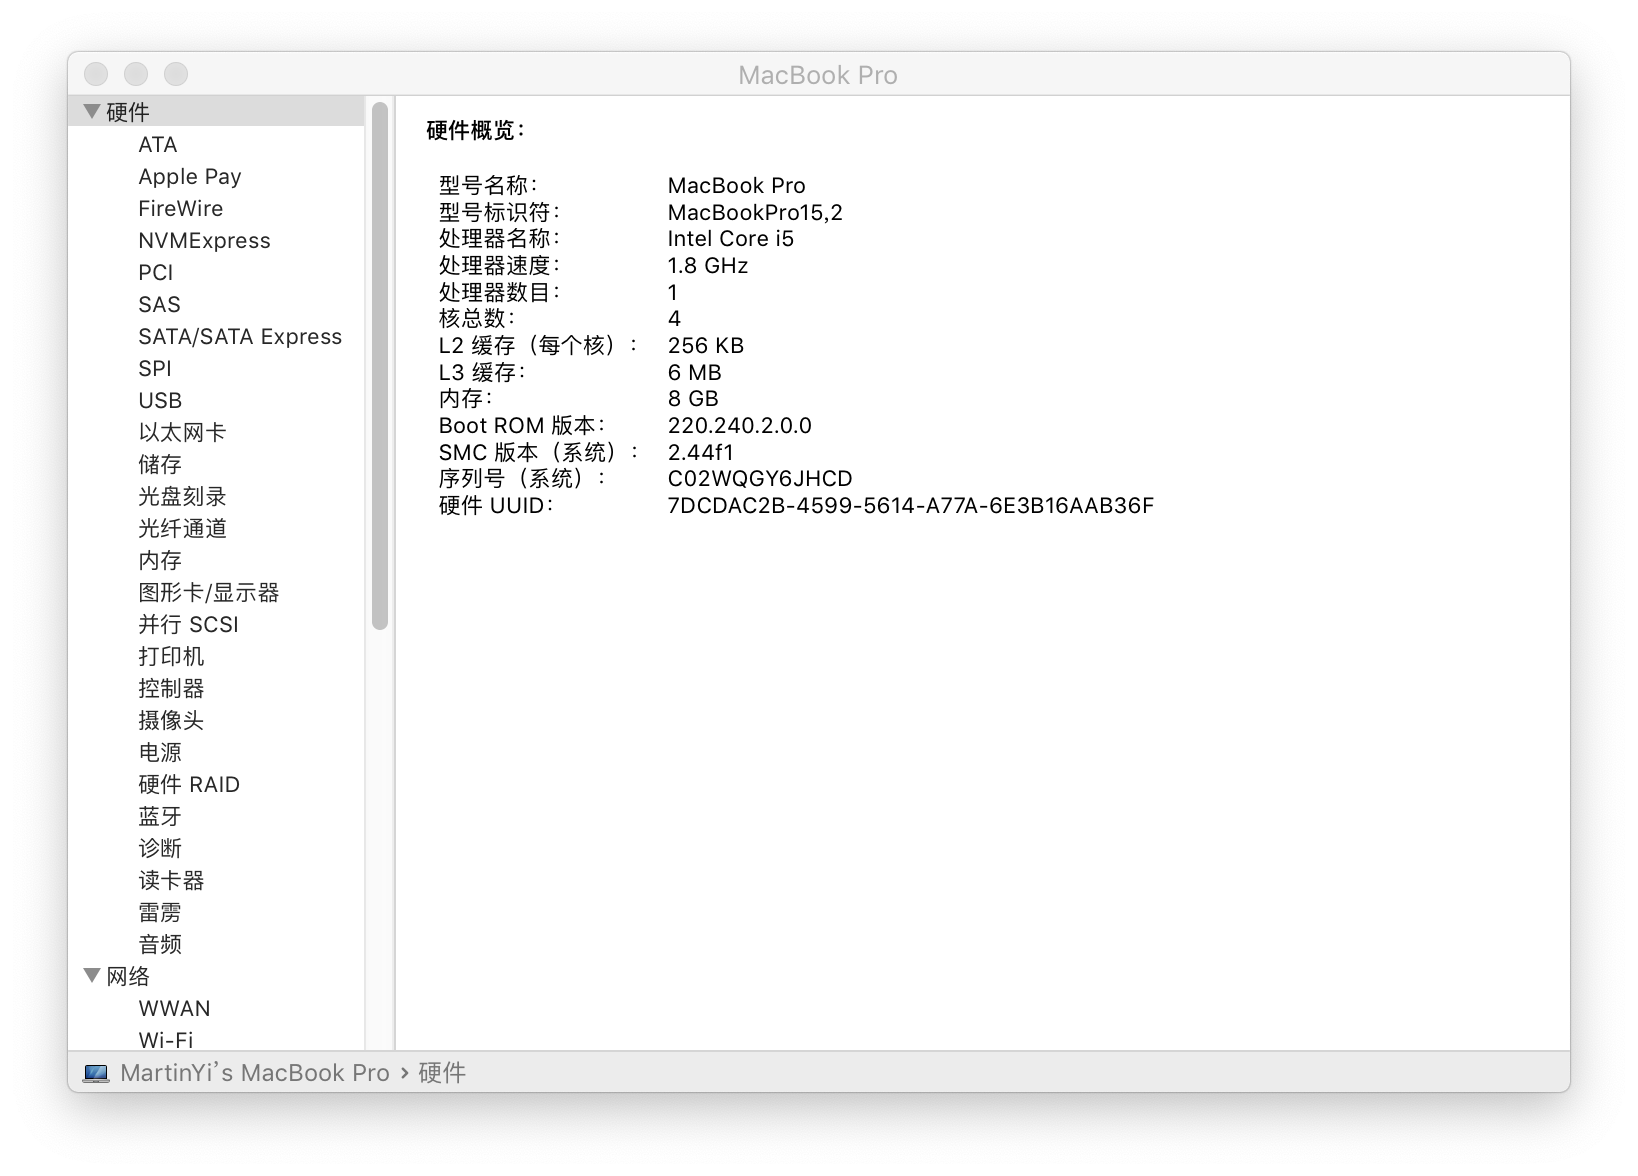 MacBook Pro
硬件
ATA
Apple Pay
FireWire
NVMExpress
PCI
SAS
SATA/SATA Express
SPI
USB
以太网卡
储存
光盘刻录
光纤通道
内存
图形卡/显示器
并行 SCSI
打印机
控制器
摄像头
电源
硬件 RAID
蓝牙
诊断
读卡器
雷雳
音频
网络
WWAN
Wi-Fi
硬件概览：
型号名称： MacBook Pro
型号标识符： MacBookPro15,2
处理器名称： Intel Core i5
处理器速度： 1.8 GHz
处理器数目： 1
核总数： 4
L2 缓存（每个核）： 256 KB
L3 缓存： 6 MB
内存： 8 GB
Boot ROM 版本： 220.240.2.0.0
SMC 版本（系统）： 2.44f1
序列号（系统）： C02WQGY6JHCD
硬件 UUID： 7DCDAC2B-4599-5614-A77A-6E3B16AAB36F
MartinYi’s MacBook Pro › 硬件